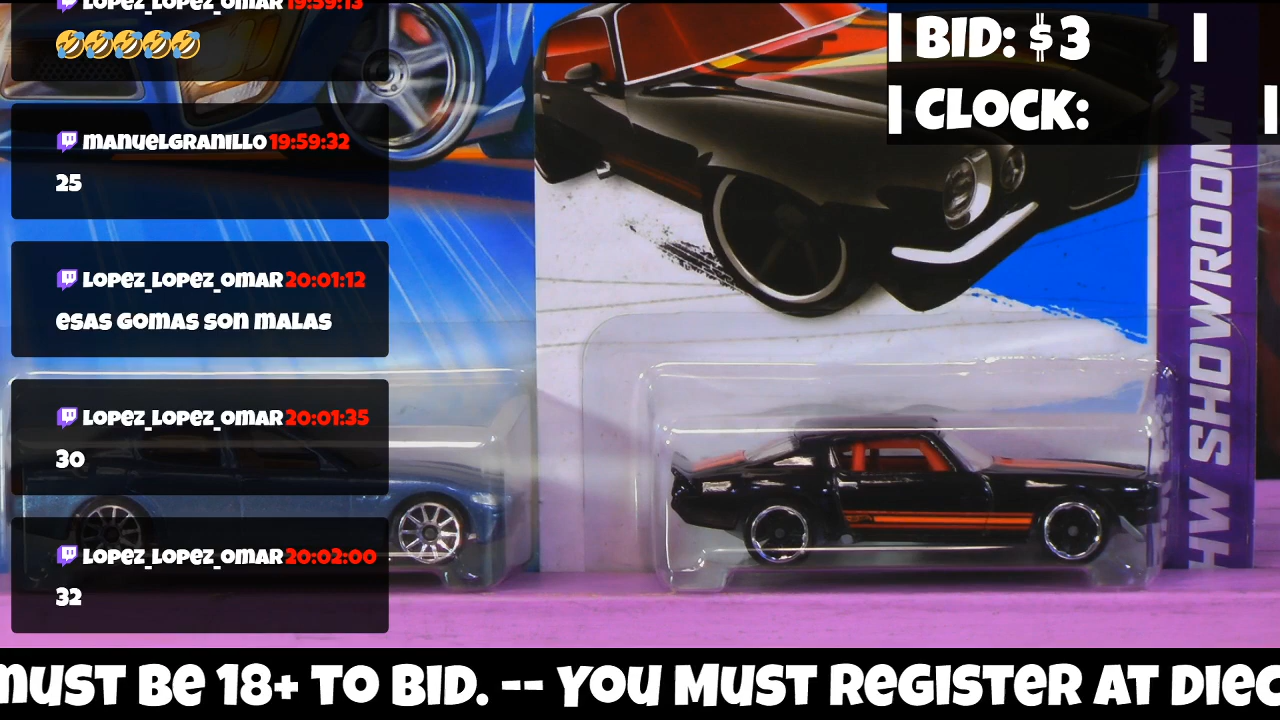 Lopez_Lopez_Omar 19:59:13
🤣🤣🤣🤣🤣
manuelgranillo 19:59:32
25
Lopez_Lopez_Omar 20:01:12
esas gomas son malas
Lopez_Lopez_Omar 20:01:35
30
Lopez_Lopez_Omar 20:02:00
32
| BID: $3 |
| CLOCK: |
HW SHOWROOM™
MUST BE 18+ TO BID. -- YOU MUST REGISTER AT DIEC